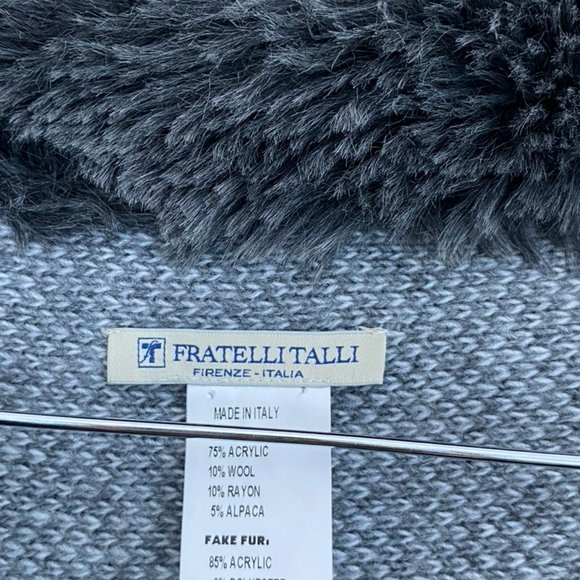 FRATELLI TALLI
FIRENZE - ITALIA
MADE IN ITALY
75% ACRYLIC
10% WOOL
10% RAYON
5% ALPACA
FAKE FUR:
85% ACRYLIC